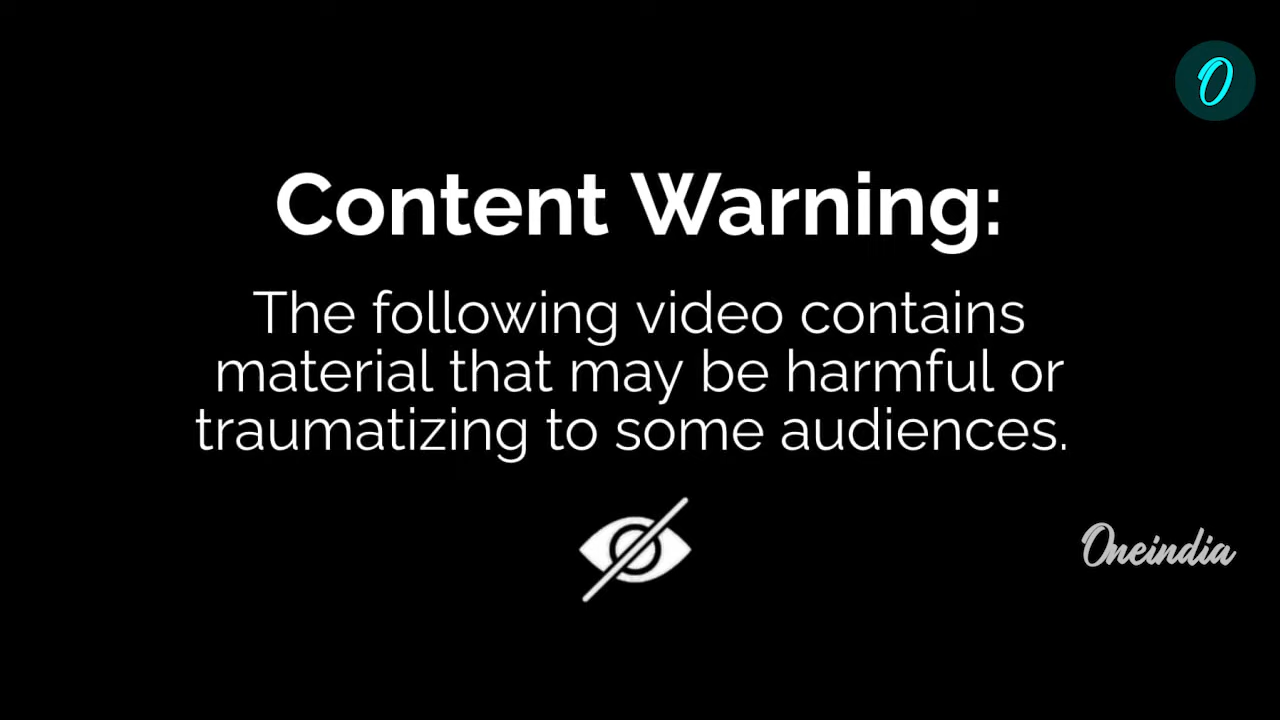 O
Content Warning:
The following video contains
material that may be harmful or
traumatizing to some audiences.
Oneindia